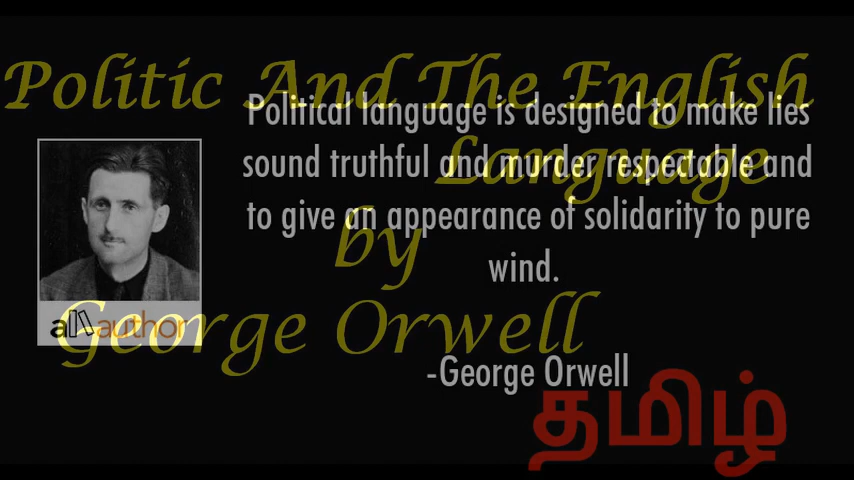 Politic And The English
Language
by
George Orwell
Political language is designed to make lies
sound truthful and murder respectable and
to give an appearance of solidarity to pure
wind.
-George Orwell
allauthor
தமிழ்